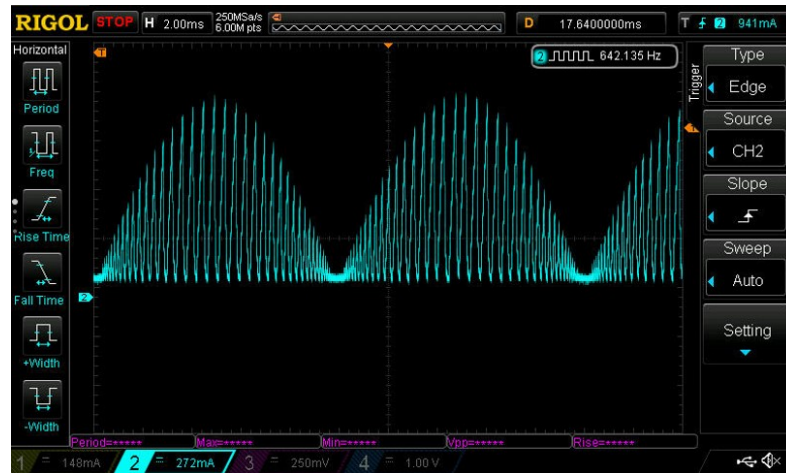 RIGOL STOP H 2.00ms 250MSa/s 6.00M pts D 17.6400000ms T 2 941mA
Horizontal
Period
Freq
Rise Time
Fall Time
+Width
-Width
T
2 642.135 Hz
T
2
Trigger
Type
Edge
Source
CH2
Slope
Sweep
Auto
Setting
Period=***** Max=***** Min=***** Vpp=***** Rise=*****
1 = 148mA 2 = 272mA 3 = 250mV 4 = 1.00 V